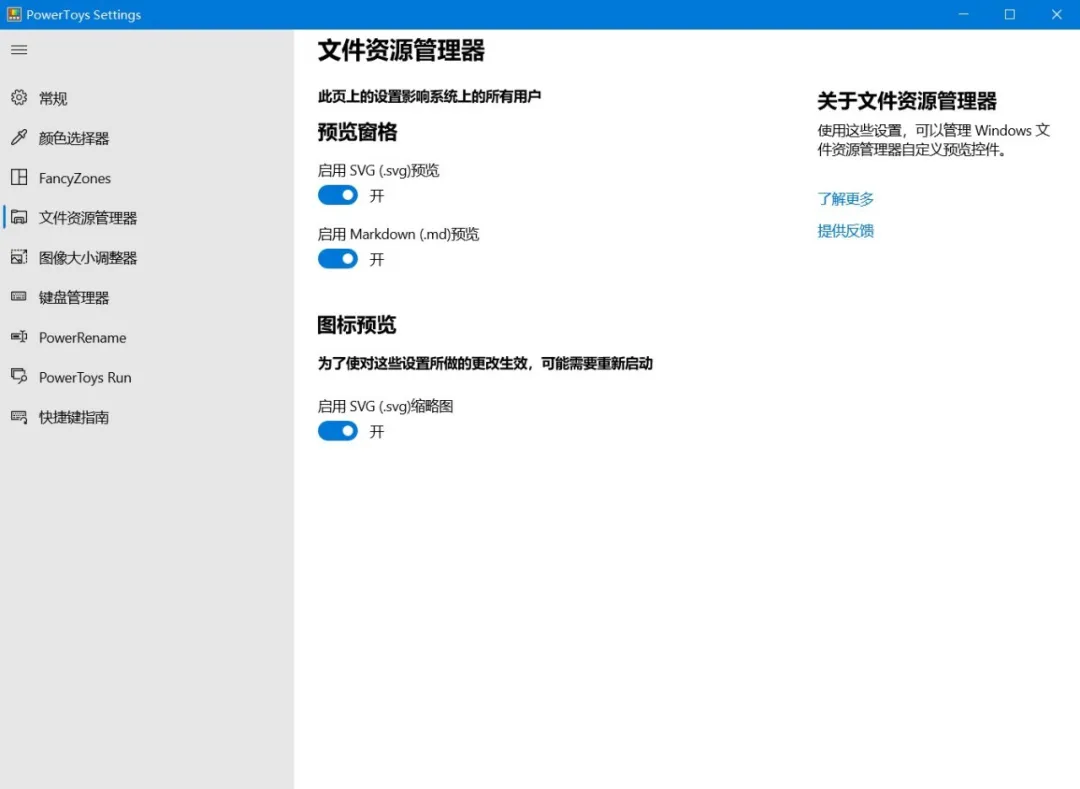 PowerToys Settings
常规
颜色选择器
FancyZones
文件资源管理器
图像大小调整器
键盘管理器
PowerRename
PowerToys Run
快捷键指南
文件资源管理器
此页上的设置影响系统上的所有用户
预览窗格
启用 SVG (.svg)预览
开
启用 Markdown (.md)预览
开
图标预览
为了使对这些设置所做的更改生效，可能需要重新启动
启用 SVG (.svg)缩略图
开
关于文件资源管理器
使用这些设置，可以管理 Windows 文
件资源管理器自定义预览控件。
了解更多
提供反馈